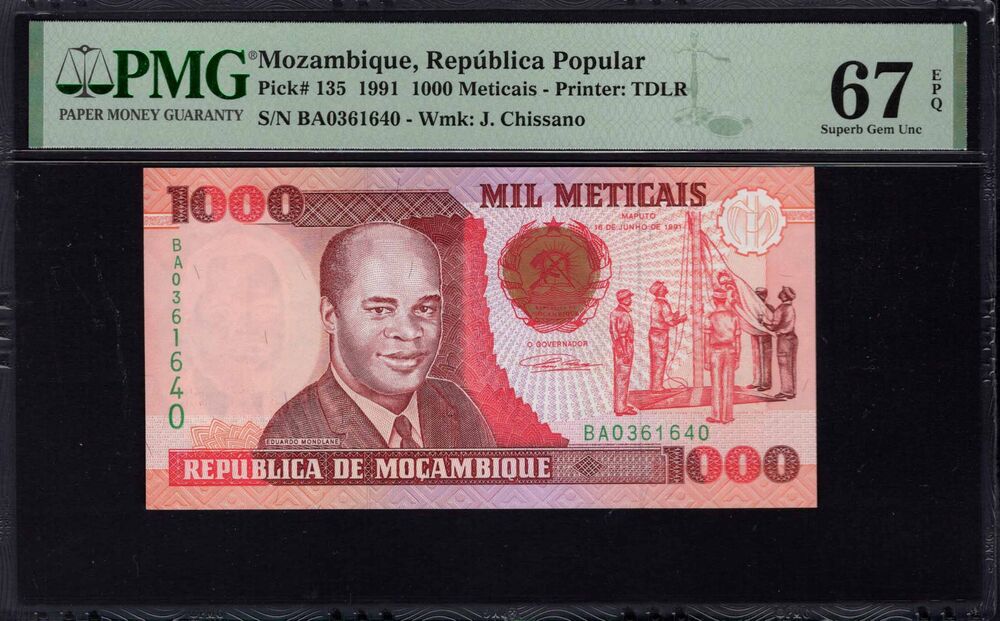 PMG®
PAPER MONEY GUARANTY
Mozambique, República Popular
Pick# 135 1991 1000 Meticais - Printer: TDLR
S/N BA0361640 - Wmk: J. Chissano
67
EPQ
Superb Gem Unc
1000
MIL METICAIS
MAPUTO
16 DE JUNHO DE 1991
BA0361640
O GOVERNADOR
EDUARDO MONDLANE
BA0361640
REPÚBLICA DE MOÇAMBIQUE
1000